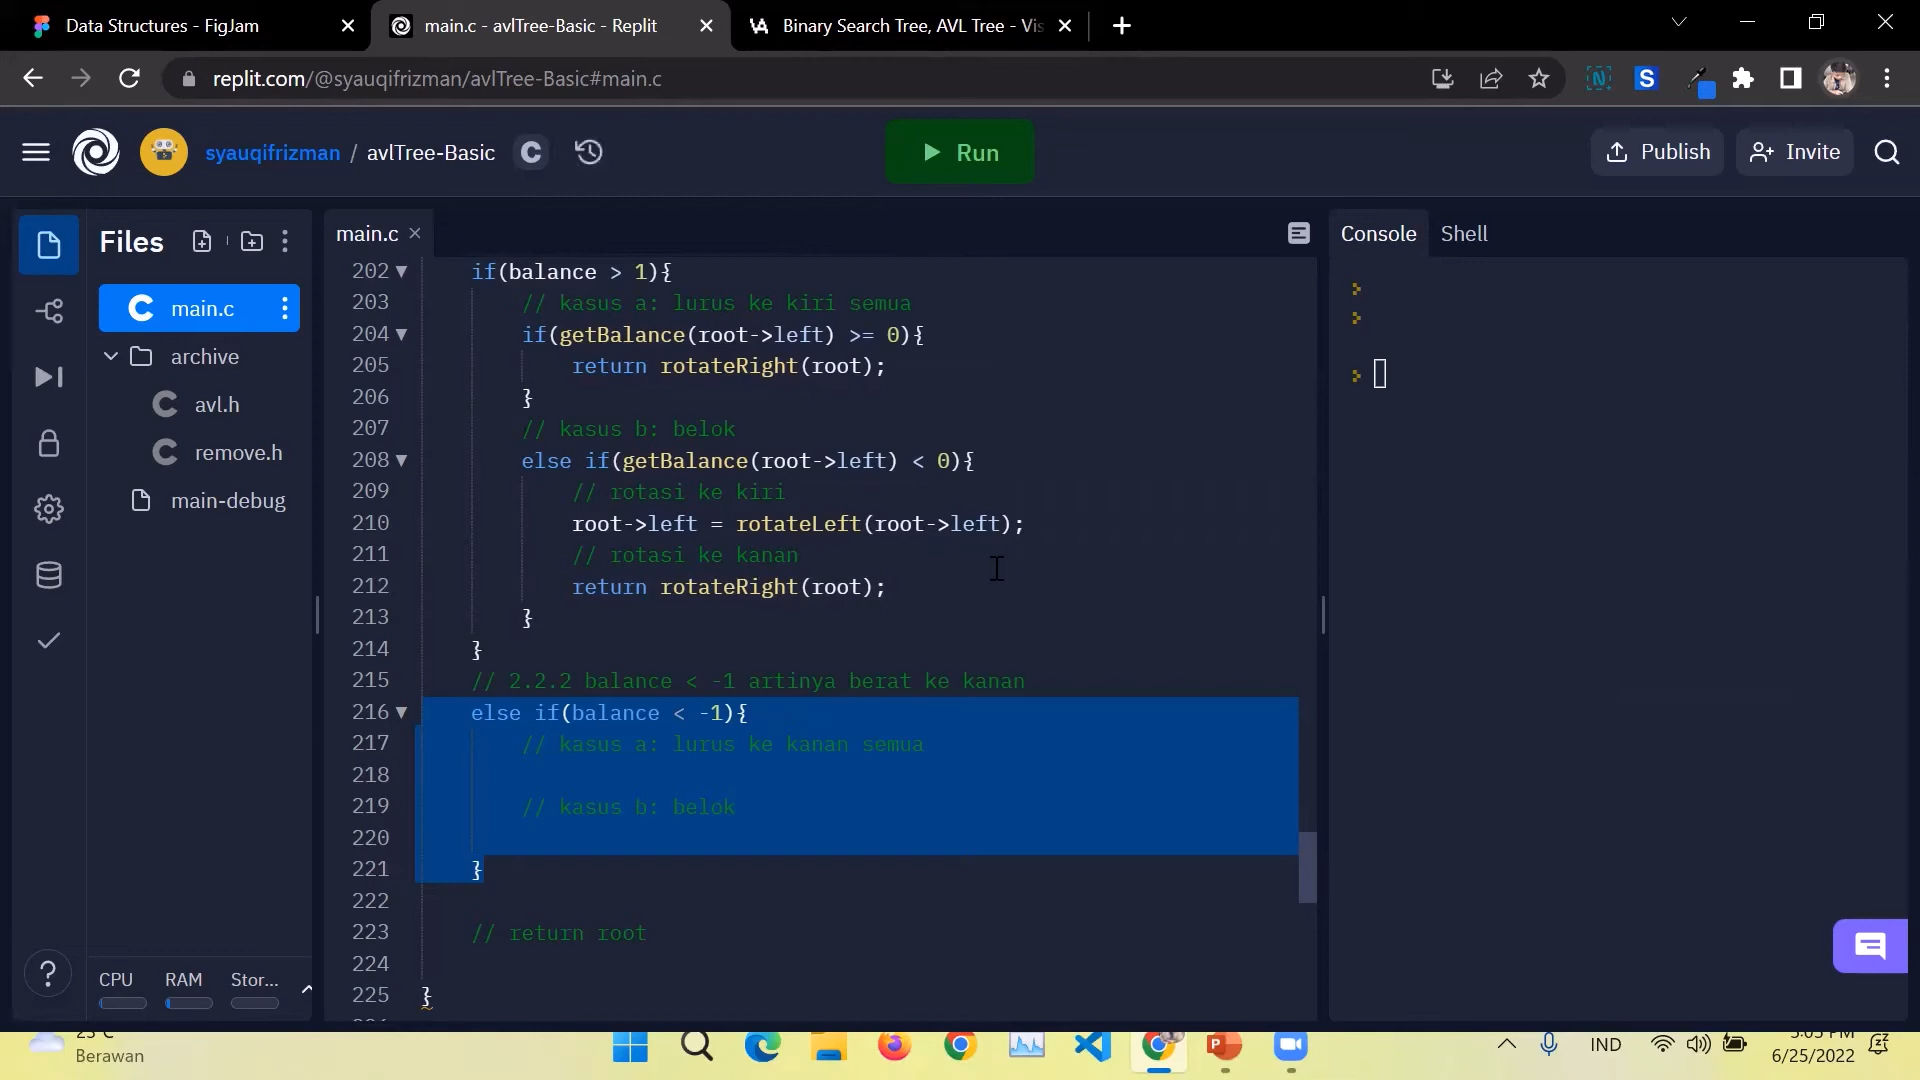 Data Structures - FigJam
main.c - avlTree-Basic - Replit
Binary Search Tree, AVL Tree - Vis
replit.com/@syauqifrizman/avlTree-Basic#main.c
syauqifrizman / avlTree-Basic C
Run
Publish
Invite
Files
main.c
archive
avl.h
remove.h
main-debug
CPU RAM Stor...
main.c
202 if(balance > 1){
203 // kasus a: lurus ke kiri semua
204 if(getBalance(root->left) >= 0){
205 return rotateRight(root);
206 }
207 // kasus b: belok
208 else if(getBalance(root->left) < 0){
209 // rotasi ke kiri
210 root->left = rotateLeft(root->left);
211 // rotasi ke kanan
212 return rotateRight(root);
213 }
214 }
215 // 2.2.2 balance < -1 artinya berat ke kanan
216 else if(balance < -1){
217 // kasus a: lurus ke kanan semua
218
219 // kasus b: belok
220
221 }
222
223 // return root
224
225 }
Console Shell
Berawan
IND
6/25/2022